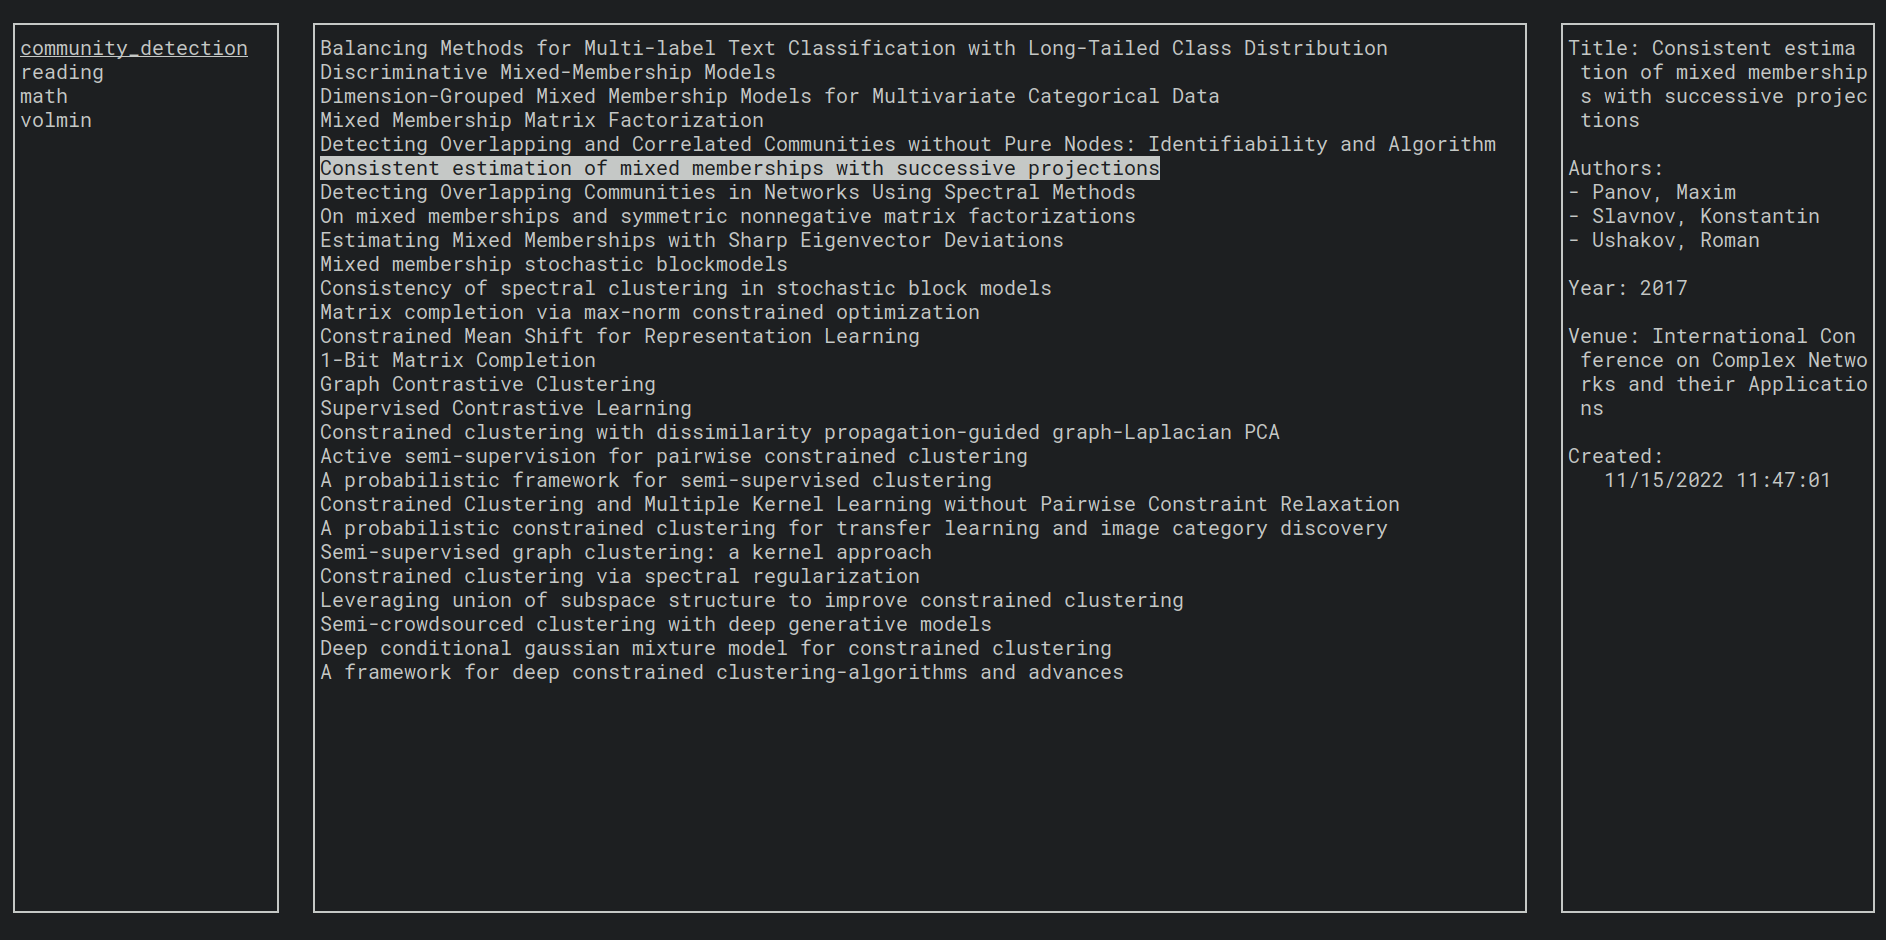 community_detection
reading
math
volmin
Balancing Methods for Multi-label Text Classification with Long-Tailed Class Distribution
Discriminative Mixed-Membership Models
Dimension-Grouped Mixed Membership Models for Multivariate Categorical Data
Mixed Membership Matrix Factorization
Detecting Overlapping and Correlated Communities without Pure Nodes: Identifiability and Algorithm
Consistent estimation of mixed memberships with successive projections
Detecting Overlapping Communities in Networks Using Spectral Methods
On mixed memberships and symmetric nonnegative matrix factorizations
Estimating Mixed Memberships with Sharp Eigenvector Deviations
Mixed membership stochastic blockmodels
Consistency of spectral clustering in stochastic block models
Matrix completion via max-norm constrained optimization
Constrained Mean Shift for Representation Learning
1-Bit Matrix Completion
Graph Contrastive Clustering
Supervised Contrastive Learning
Constrained clustering with dissimilarity propagation-guided graph-Laplacian PCA
Active semi-supervision for pairwise constrained clustering
A probabilistic framework for semi-supervised clustering
Constrained Clustering and Multiple Kernel Learning without Pairwise Constraint Relaxation
A probabilistic constrained clustering for transfer learning and image category discovery
Semi-supervised graph clustering: a kernel approach
Constrained clustering via spectral regularization
Leveraging union of subspace structure to improve constrained clustering
Semi-crowdsourced clustering with deep generative models
Deep conditional gaussian mixture model for constrained clustering
A framework for deep constrained clustering-algorithms and advances
Title: Consistent estima
tion of mixed membership
s with successive projec
tions
Authors:
- Panov, Maxim
- Slavnov, Konstantin
- Ushakov, Roman
Year: 2017
Venue: International Con
ference on Complex Netwo
rks and their Applicatio
ns
Created:
11/15/2022 11:47:01